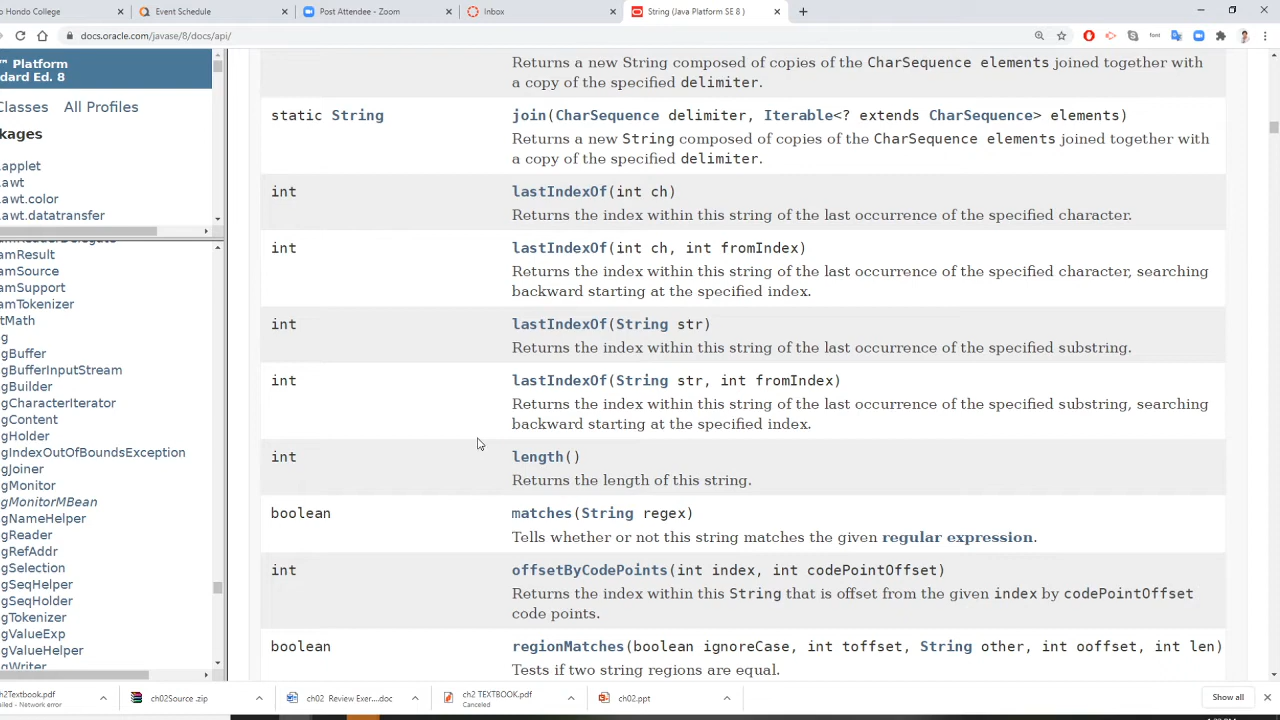 o Hondo College
Event Schedule
Post Attendee - Zoom
Inbox
String (Java Platform SE 8 )
docs.oracle.com/javase/8/docs/api/
™ Platform
dard Ed. 8
Classes All Profiles
kages
.applet
.awt
.awt.color
.awt.datatransfer
amResult
amSource
amSupport
amTokenizer
tMath
g
gBuffer
gBufferInputStream
gBuilder
gCharacterIterator
gContent
gHolder
gIndexOutOfBoundsException
gJoiner
gMonitor
gMonitorMBean
gNameHelper
gReader
gRefAddr
gSelection
gSeqHelper
gSeqHolder
gTokenizer
gValueExp
gValueHelper
gWriter
Returns a new String composed of copies of the CharSequence elements joined together with
a copy of the specified delimiter.
static String join(CharSequence delimiter, Iterable<? extends CharSequence> elements)
Returns a new String composed of copies of the CharSequence elements joined together with
a copy of the specified delimiter.
int lastIndexOf(int ch)
Returns the index within this string of the last occurrence of the specified character.
int lastIndexOf(int ch, int fromIndex)
Returns the index within this string of the last occurrence of the specified character, searching
backward starting at the specified index.
int lastIndexOf(String str)
Returns the index within this string of the last occurrence of the specified substring.
int lastIndexOf(String str, int fromIndex)
Returns the index within this string of the last occurrence of the specified substring, searching
backward starting at the specified index.
int length()
Returns the length of this string.
boolean matches(String regex)
Tells whether or not this string matches the given regular expression.
int offsetByCodePoints(int index, int codePointOffset)
Returns the index within this String that is offset from the given index by codePointOffset
code points.
boolean regionMatches(boolean ignoreCase, int toffset, String other, int ooffset, int len)
Tests if two string regions are equal.
ch2Textbook.pdf
ailed - Network error
ch02Source .zip
ch02 Review Exer....doc
ch2 TEXTBOOK.pdf
Canceled
ch02.ppt
Show all